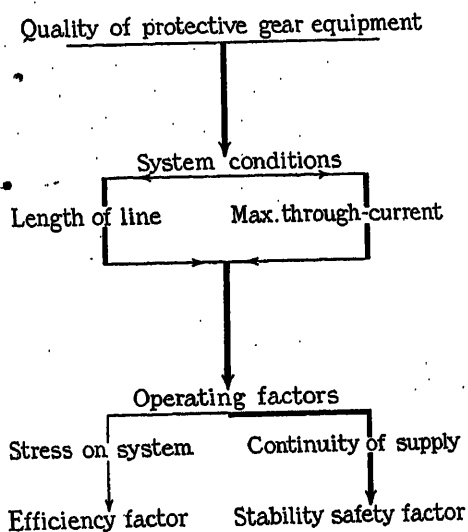 Quality of protective gear equipment
System conditions
Length of line
Max. through-current
Operating factors
Stress on system
Continuity of supply
Efficiency factor
Stability safety factor